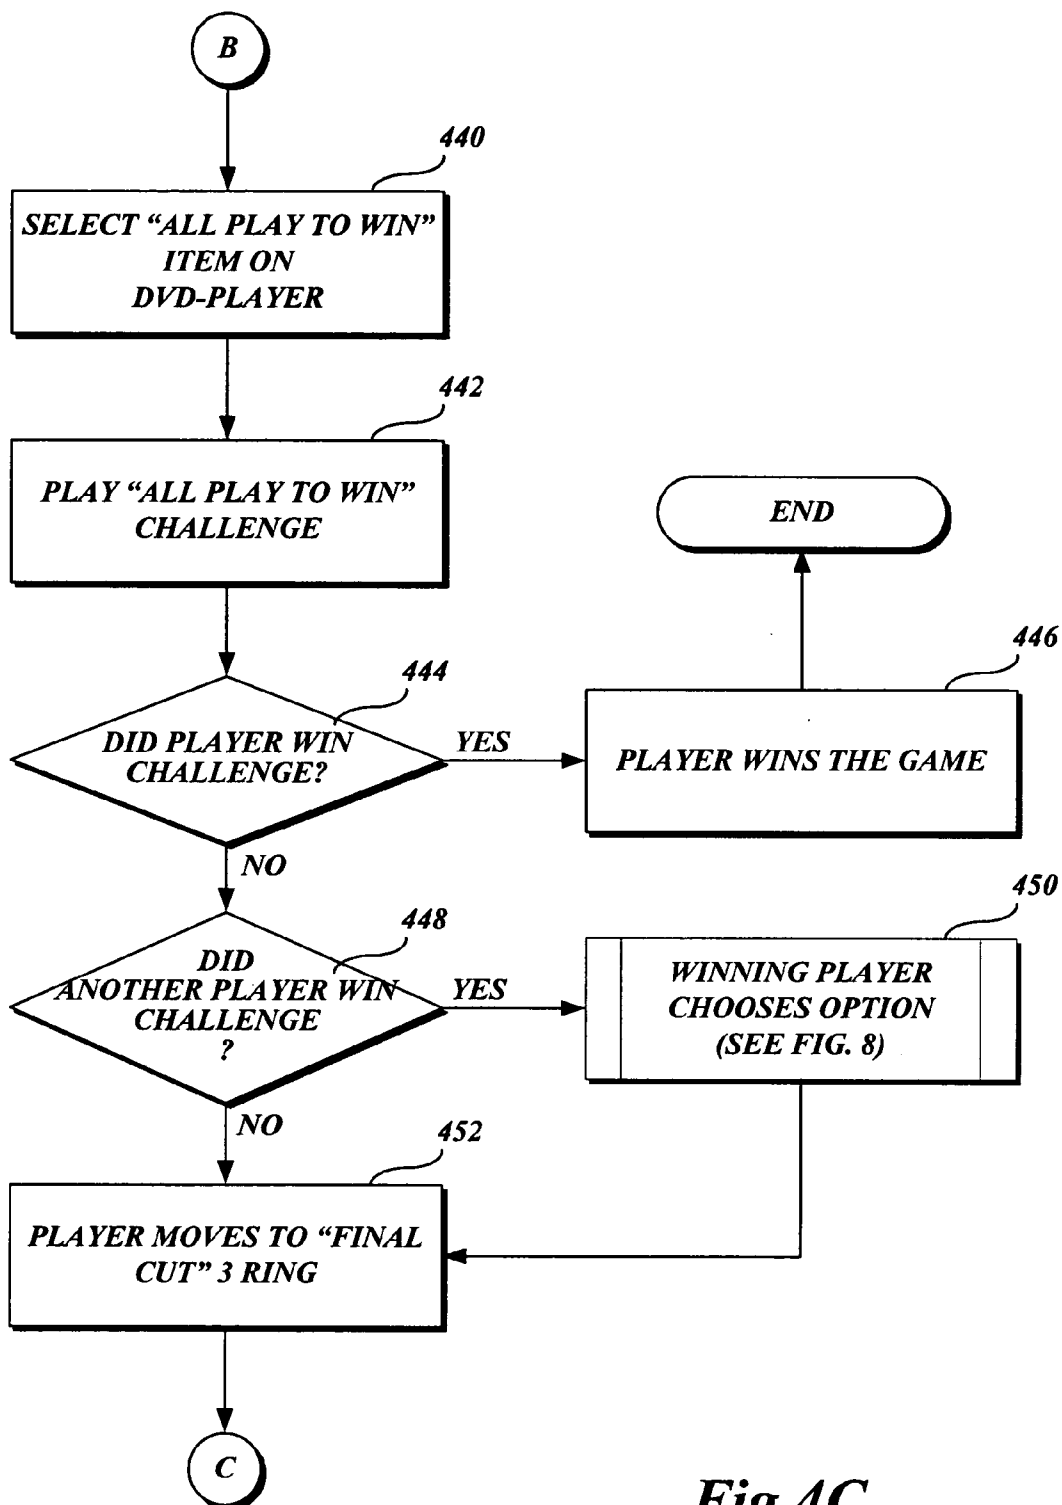 B
440
SELECT “ALL PLAY TO WIN”
ITEM ON
DVD-PLAYER
442
PLAY “ALL PLAY TO WIN”
CHALLENGE
END
446
444
DID PLAYER WIN
CHALLENGE?
YES
PLAYER WINS THE GAME
NO
450
448
DID
ANOTHER PLAYER WIN
CHALLENGE
?
YES
WINNING PLAYER
CHOOSES OPTION
(SEE FIG. 8)
NO
452
PLAYER MOVES TO “FINAL
CUT” 3 RING
C
Fig.4C